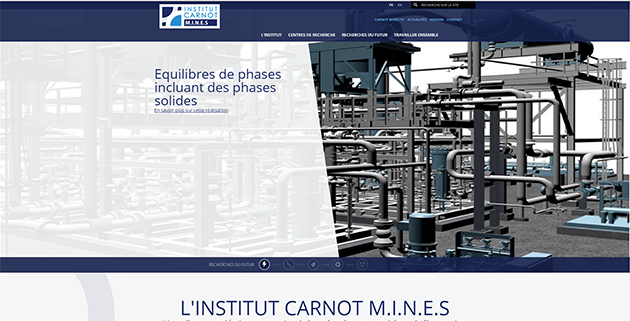 INSTITUT
CARNOT
M.I.N.E.S
FR EN
RECHERCHE SUR LE SITE
CARNOT MINES TV ACTUALITÉS AGENDA CONTACT
L'INSTITUT CENTRES DE RECHERCHE RECHERCHES DU FUTUR TRAVAILLER ENSEMBLE
Equilibres de phases
incluant des phases
solides
En savoir plus sur cette réalisation
RECHERCHES DU FUTUR
L'INSTITUT CARNOT M.I.N.E.S